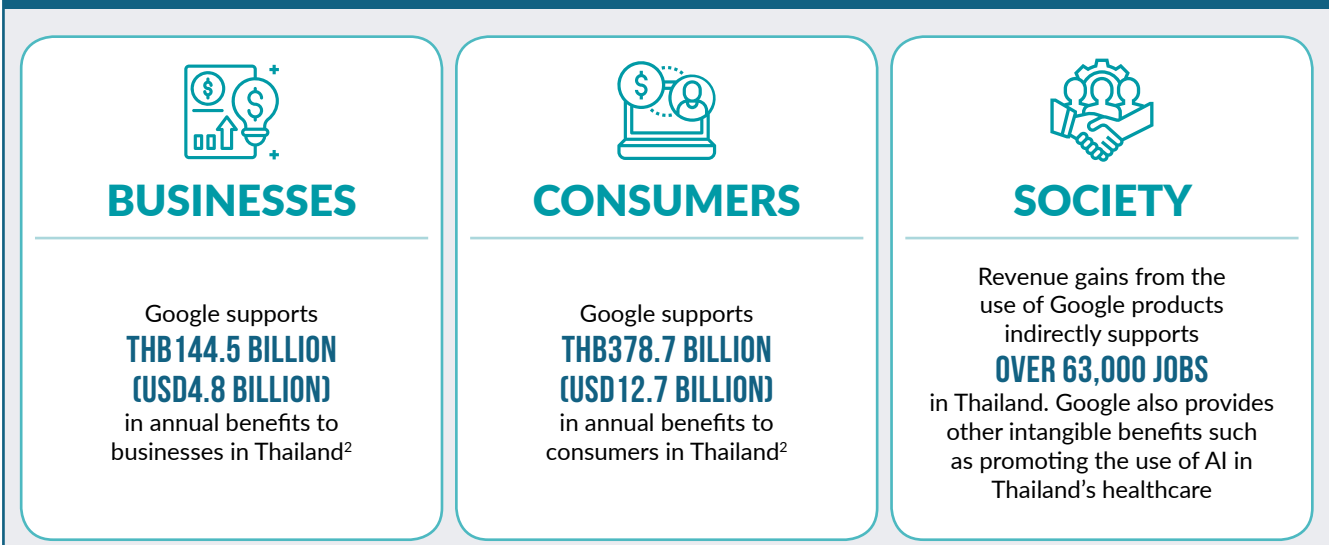 BUSINESSES
Google supports
THB144.5 BILLION
(USD4.8 BILLION)
in annual benefits to
businesses in Thailand2
CONSUMERS
Google supports
THB378.7 BILLION
(USD12.7 BILLION)
in annual benefits to
consumers in Thailand2
SOCIETY
Revenue gains from the
use of Google products
indirectly supports
OVER 63,000 JOBS
in Thailand. Google also provides
other intangible benefits such
as promoting the use of AI in
Thailand’s healthcare